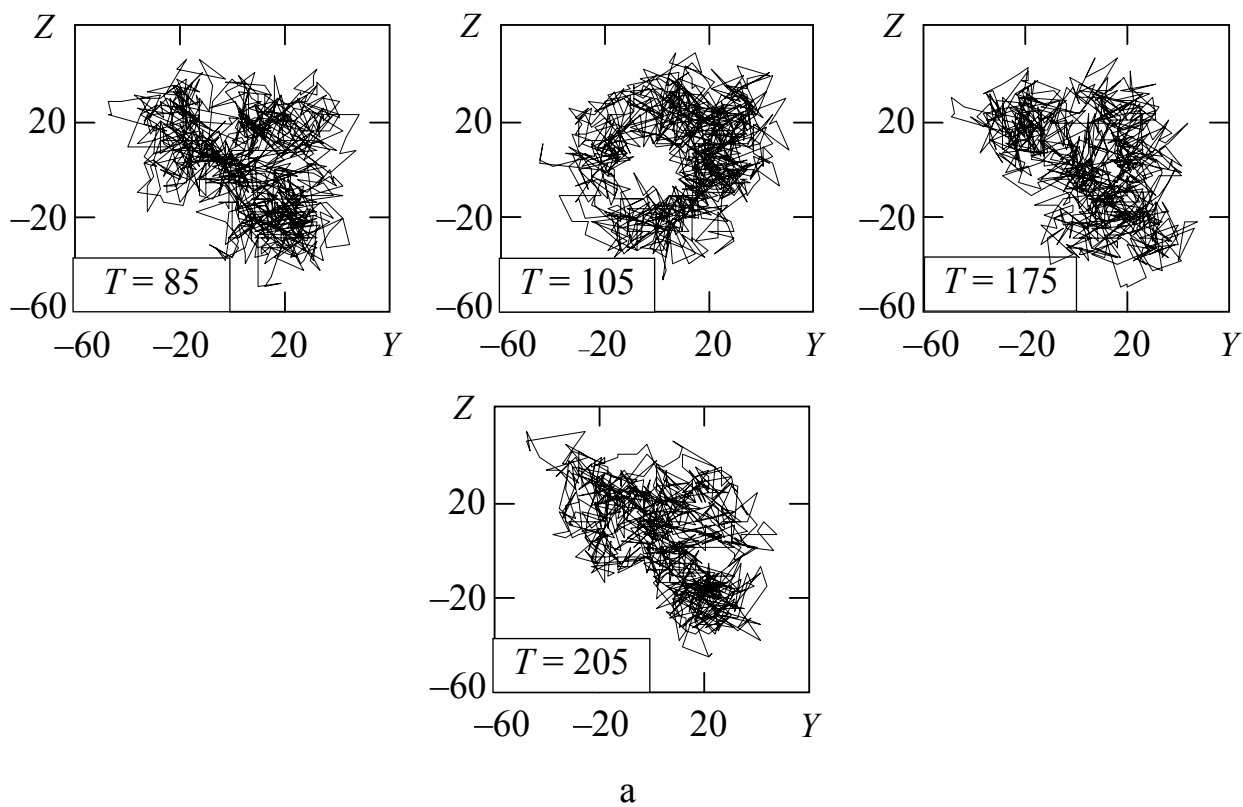 Z Z Z
20 20 20
–20 –20 –20
T = 85 T = 105 T = 175
–60 –60 –60
–60 –20 20 Y –60 –20 20 Y –60 –20 20 Y
Z
20
–20
T = 205
–60
–60 –20 20 Y
a